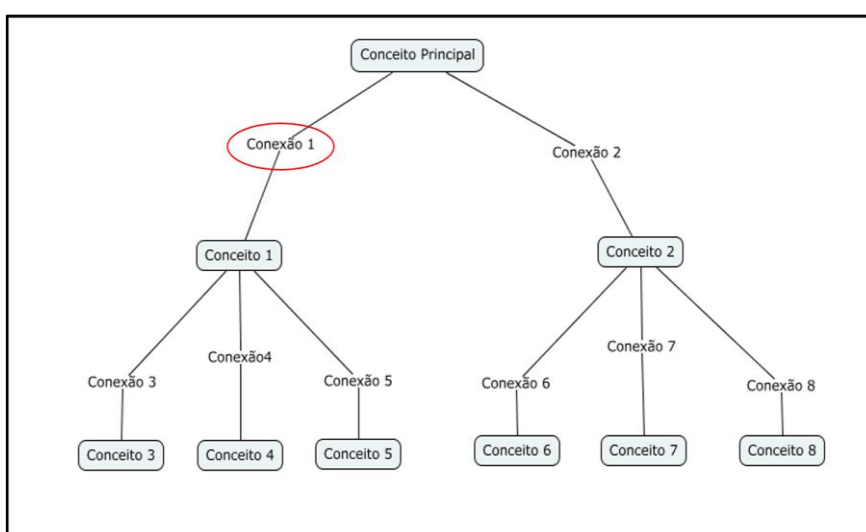 Conceito Principal
Conexão 1
Conexão 2
Conceito 1
Conceito 2
Conexão 3
Conexão4
Conexão 5
Conexão 6
Conexão 7
Conexão 8
Conceito 3
Conceito 4
Conceito 5
Conceito 6
Conceito 7
Conceito 8